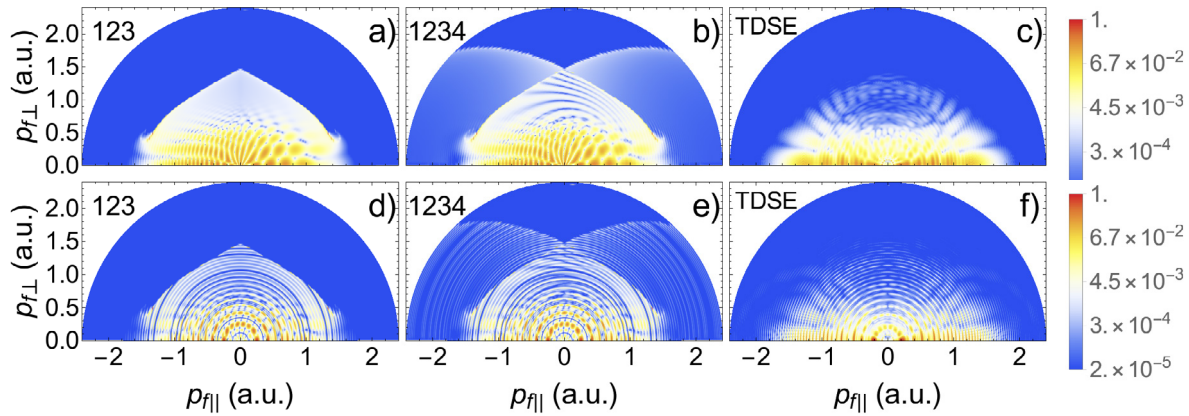 123 a)
1234 b)
TDSE c)
p_f⊥ (a.u.)
2.0
1.5
1.0
0.5
0.0
1.
6.7 × 10⁻²
4.5 × 10⁻³
3 × 10⁻⁴
123 d)
1234 e)
TDSE f)
p_f⊥ (a.u.)
2.0
1.5
1.0
0.5
0.0
1.
6.7 × 10⁻²
4.5 × 10⁻³
3 × 10⁻⁴
2. × 10⁻⁵
−2 −1 0 1 2
−2 −1 0 1 2
−2 −1 0 1 2
p_f|| (a.u.)
p_f|| (a.u.)
p_f|| (a.u.)